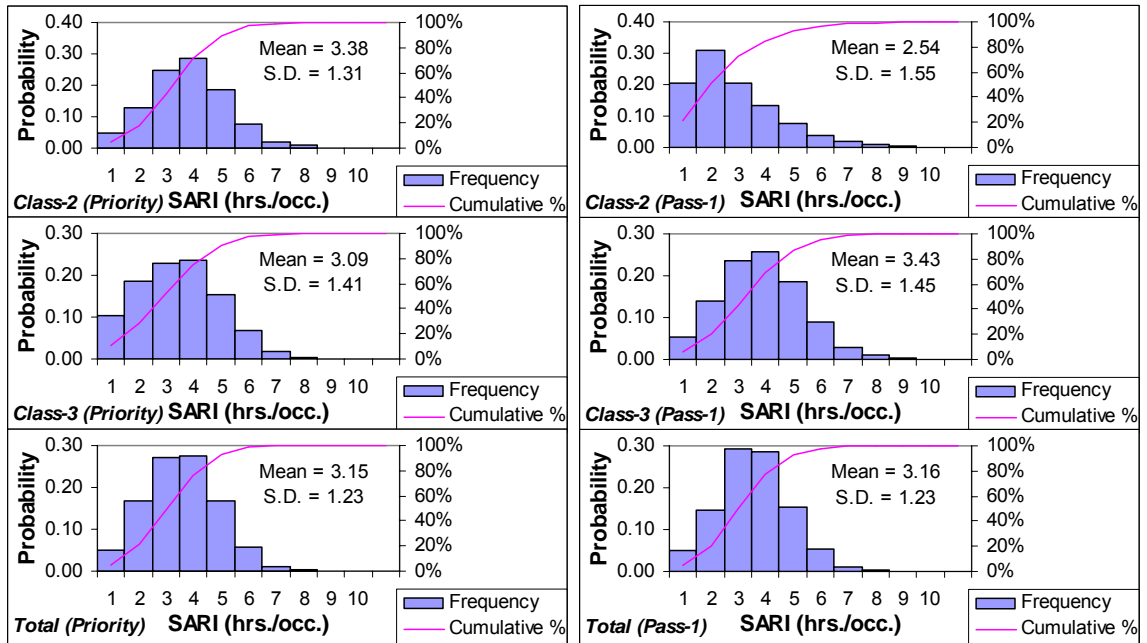 0.40
0.30
0.20
0.10
0.00
Probability
Mean = 3.38
S.D. = 1.31
100%
80%
60%
40%
20%
0%
1 2 3 4 5 6 7 8 9 10
Class-2 (Priority) SARI (hrs./occ.)
Frequency
Cumulative %
0.40
0.30
0.20
0.10
0.00
Probability
Mean = 2.54
S.D. = 1.55
100%
80%
60%
40%
20%
0%
1 2 3 4 5 6 7 8 9 10
Class-2 (Pass-1) SARI (hrs./occ.)
Frequency
Cumulative %
0.30
0.20
0.10
0.00
Probability
Mean = 3.09
S.D. = 1.41
100%
80%
60%
40%
20%
0%
1 2 3 4 5 6 7 8 9 10
Class-3 (Priority) SARI (hrs./occ.)
Frequency
Cumulative %
0.30
0.20
0.10
0.00
Probability
Mean = 3.43
S.D. = 1.45
100%
80%
60%
40%
20%
0%
1 2 3 4 5 6 7 8 9 10
Class-3 (Pass-1) SARI (hrs./occ.)
Frequency
Cumulative %
0.30
0.20
0.10
0.00
Probability
Mean = 3.15
S.D. = 1.23
100%
80%
60%
40%
20%
0%
1 2 3 4 5 6 7 8 9 10
Total (Priority) SARI (hrs./occ.)
Frequency
Cumulative %
0.30
0.20
0.10
0.00
Probability
Mean = 3.16
S.D. = 1.23
100%
80%
60%
40%
20%
0%
1 2 3 4 5 6 7 8 9 10
Total (Pass-1) SARI (hrs./occ.)
Frequency
Cumulative %